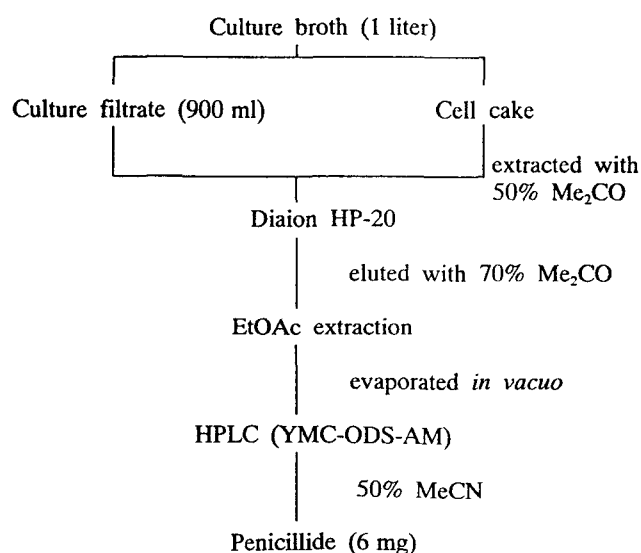 Culture broth (1 liter)
Culture filtrate (900 ml)
Cell cake
extracted with
50% Me₂CO
Diaion HP-20
eluted with 70% Me₂CO
EtOAc extraction
evaporated in vacuo
HPLC (YMC-ODS-AM)
50% MeCN
Penicillide (6 mg)